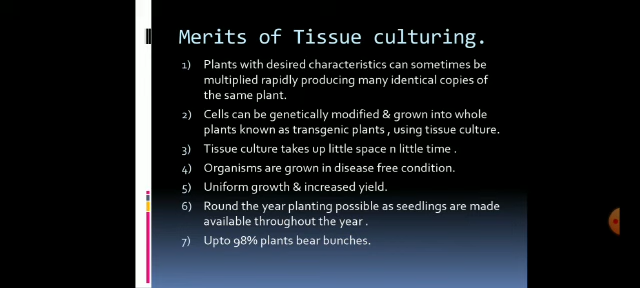 Merits of Tissue culturing.
1) Plants with desired characteristics can sometimes be
multiplied rapidly producing many identical copies of
the same plant.
2) Cells can be genetically modified & grown into whole
plants known as transgenic plants , using tissue culture.
3) Tissue culture takes up little space n little time .
4) Organisms are grown in disease free condition.
5) Uniform growth & increased yield.
6) Round the year planting possible as seedlings are made
available throughout the year .
7) Upto 98% plants bear bunches.